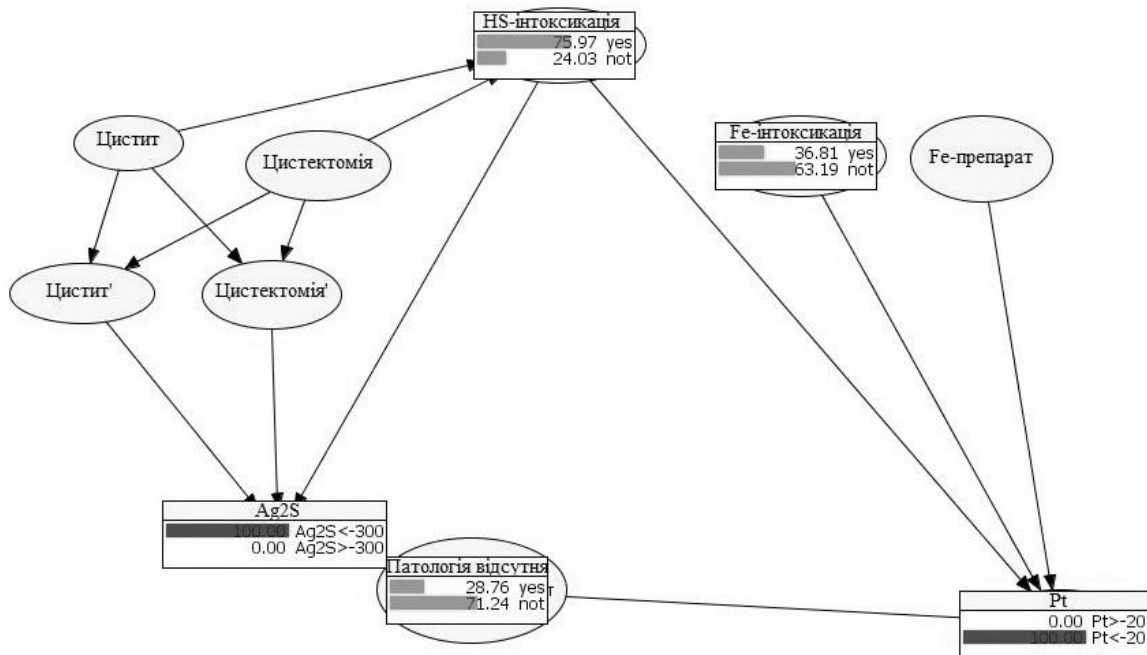 HS-інтоксикація
75.97 yes
24.03 not
Цистит
Цистектомія
Fe-інтоксикація
36.81 yes
63.19 not
Fe-препарат
Цистит'
Цистектомія'
Ag2S
100.00 Ag2S<-300
0.00 Ag2S>-300
Патологія відсутня
28.76 yes
71.24 not
Pt
0.00 Pt>-20
100.00 Pt<-20